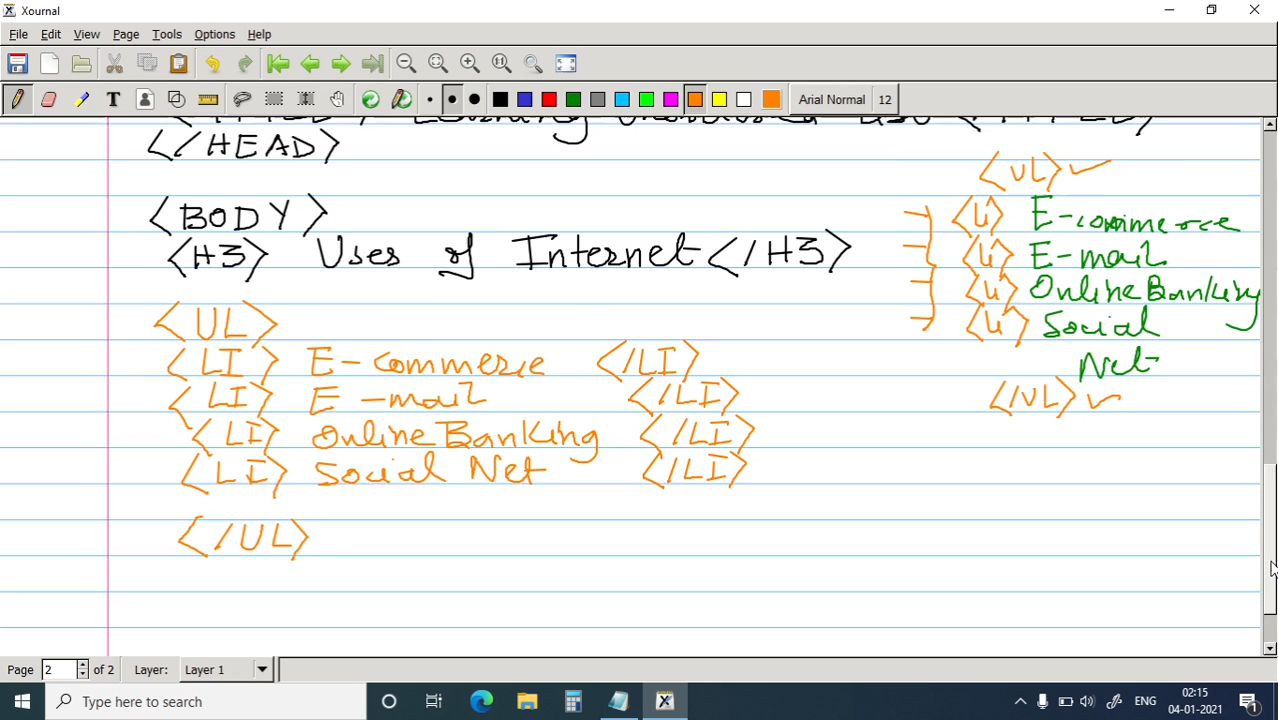 Xournal
File Edit View Page Tools Options Help
Arial Normal 12
</HEAD>
<BODY>
<H3> Uses of Internet </H3>
<UL>
<LI> E-commerce </LI>
<LI> E-mail </LI>
<LI> Online Banking </LI>
<LI> Social Net </LI>
</UL>
<UL>
<LI> E-commerce
<LI> E-mail
<LI> Online Banking
<LI> Social
Net
</UL>
Page 2 of 2 Layer: Layer 1
Type here to search
ENG
02:15
04-01-2021
1